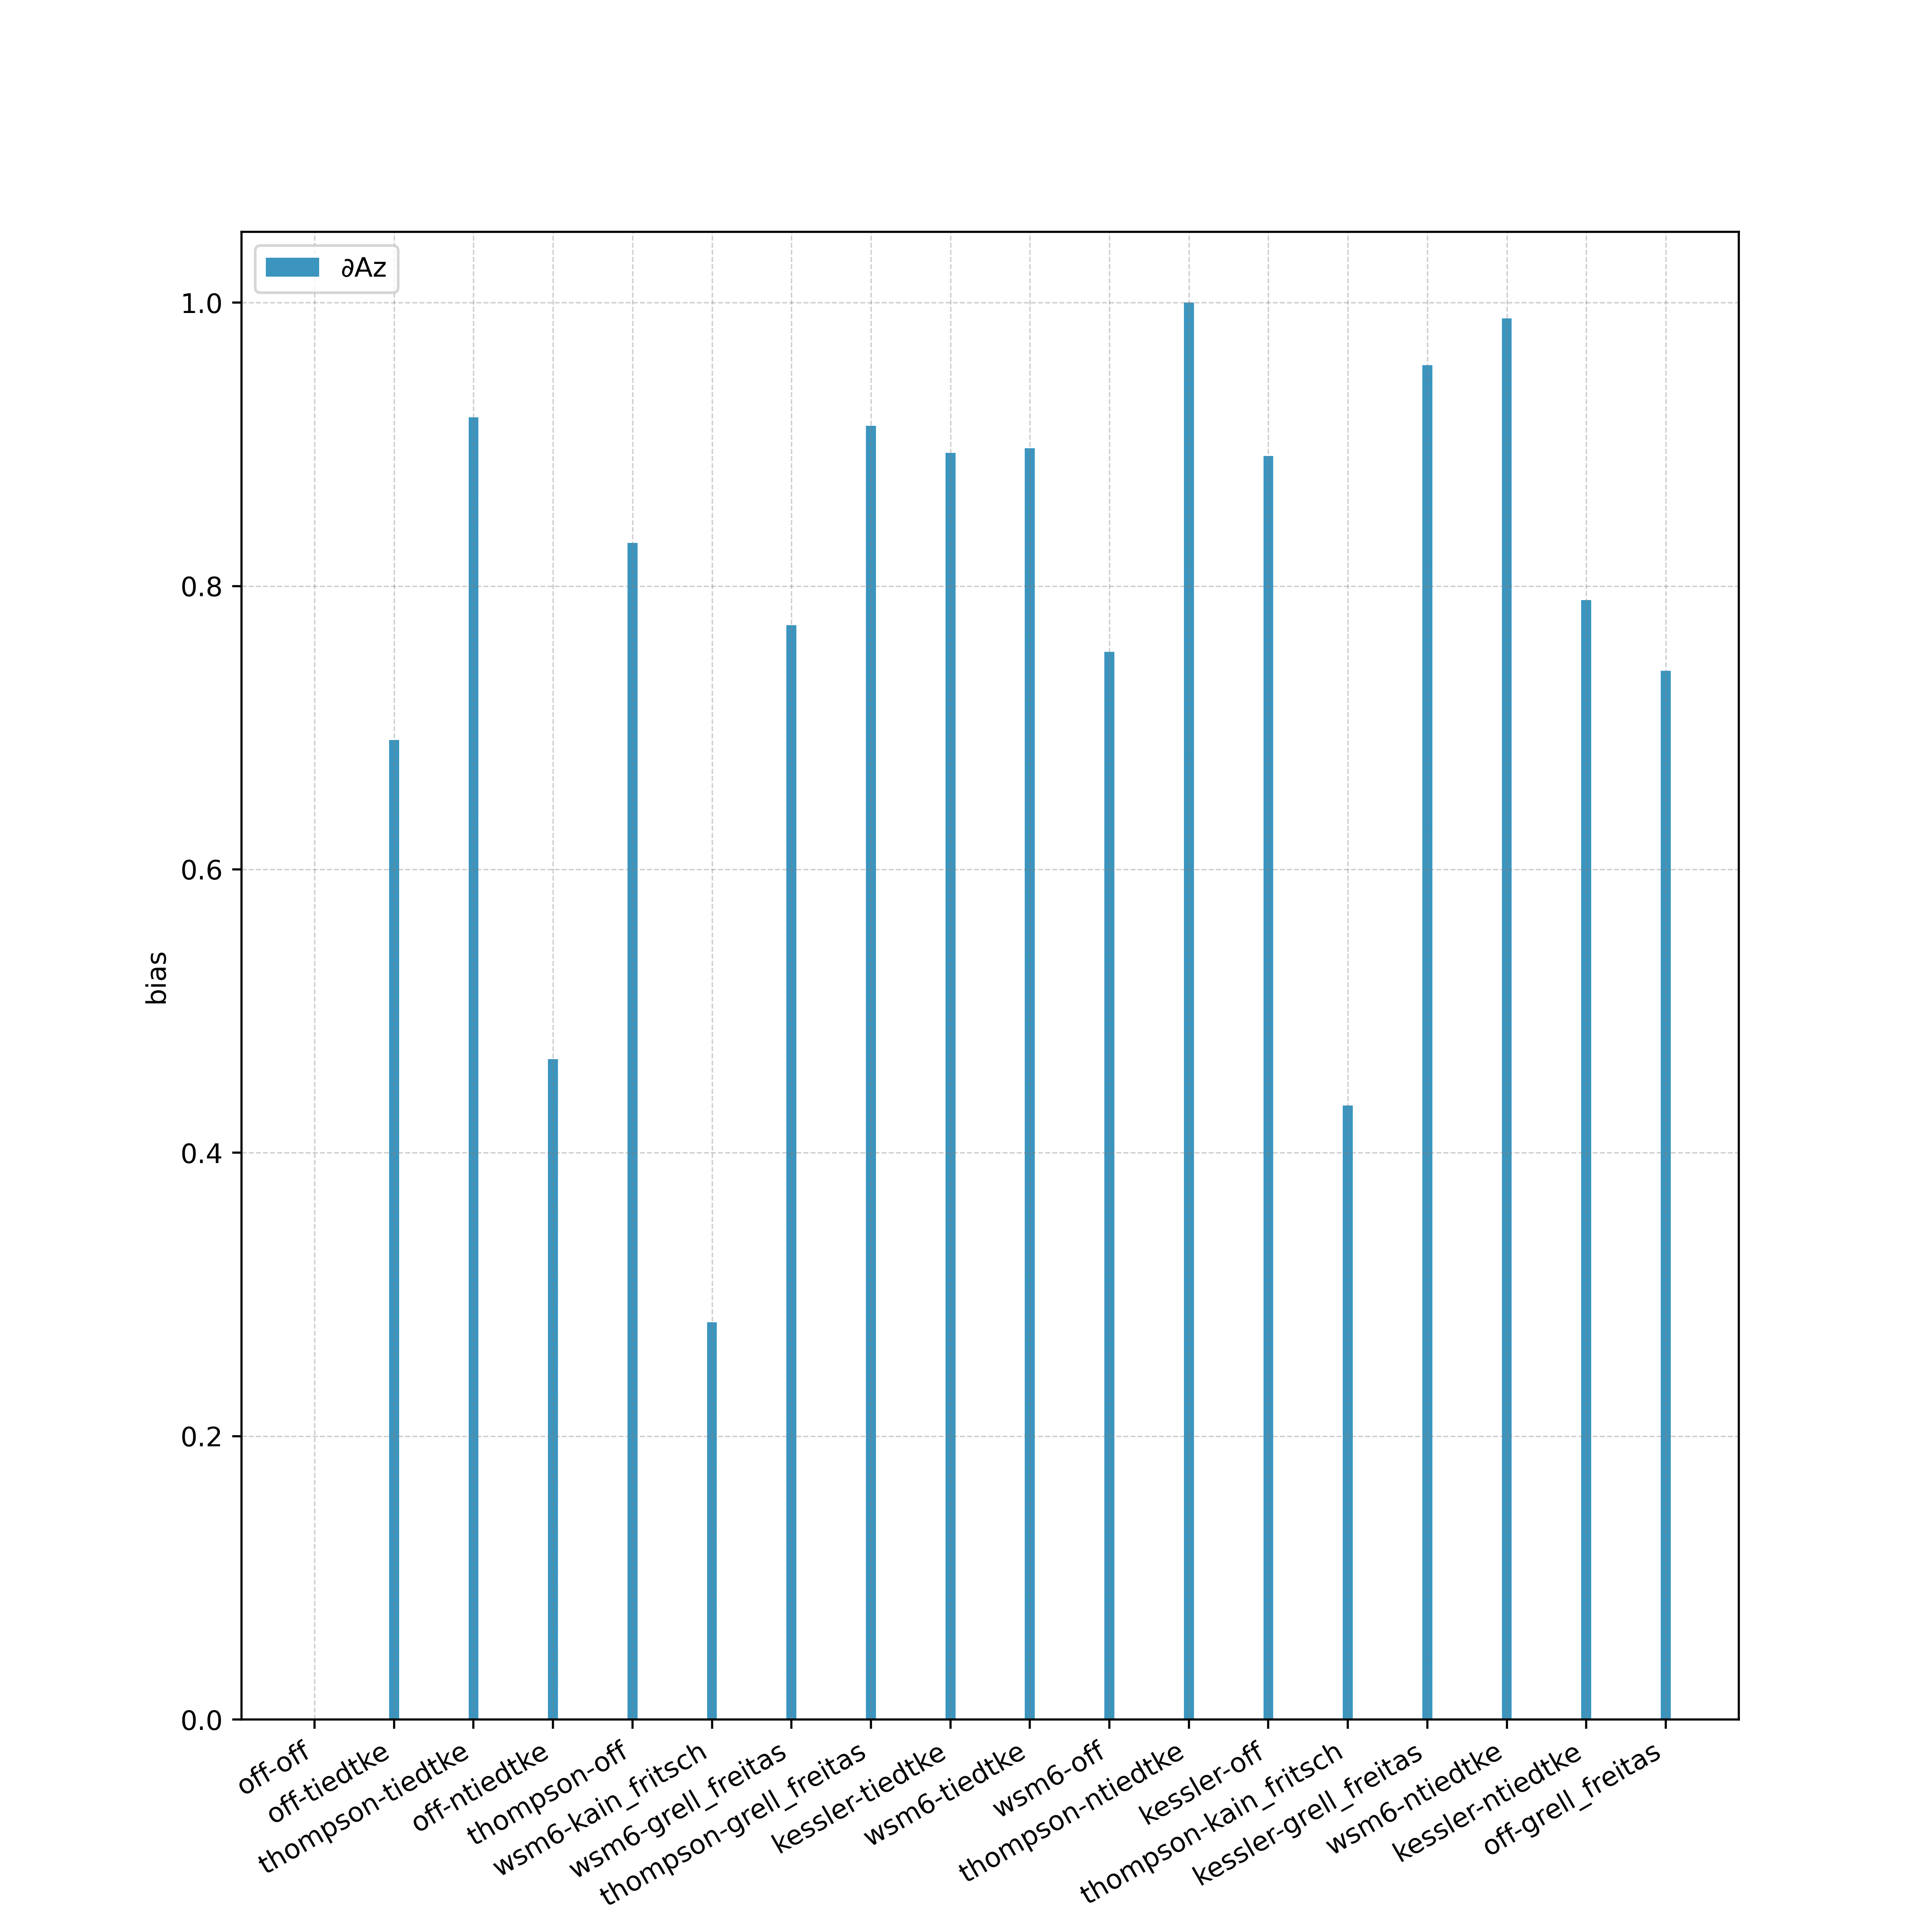 ∂Az
1.0
0.8
0.6
0.4
0.2
0.0
bias
off-off
off-tiedtke
thompson-tiedtke
off-ntiedtke
thompson-off
wsm6-kain_fritsch
wsm6-grell_freitas
thompson-grell_freitas
kessler-tiedtke
wsm6-tiedtke
wsm6-off
thompson-ntiedtke
kessler-off
thompson-kain_fritsch
kessler-grell_freitas
wsm6-ntiedtke
kessler-ntiedtke
off-grell_freitas